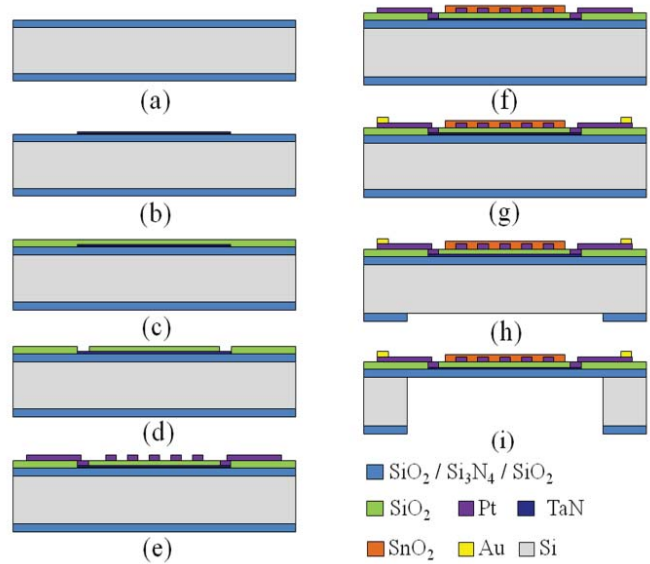 (a)
(b)
(c)
(d)
(e)
(f)
(g)
(h)
(i)
SiO₂ / Si₃N₄ / SiO₂
SiO₂ Pt TaN
SnO₂ Au Si